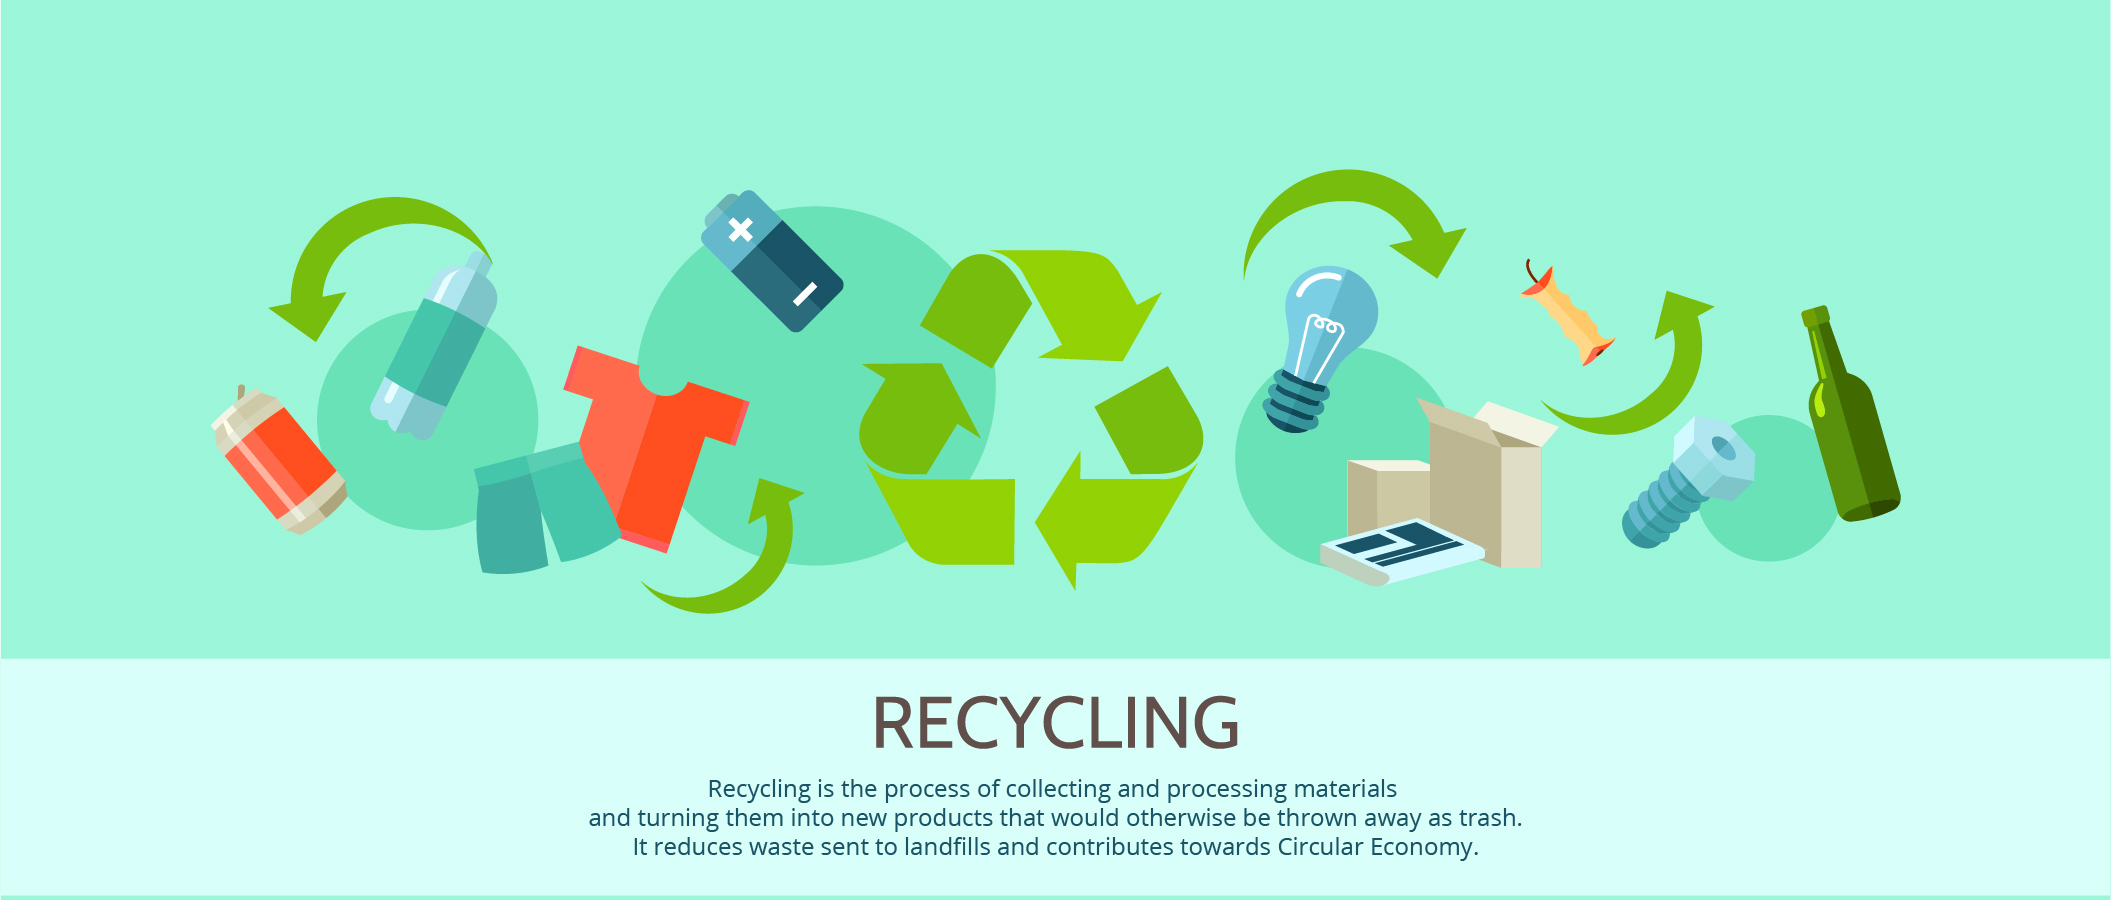 RECYCLING
Recycling is the process of collecting and processing materials
and turning them into new products that would otherwise be thrown away as trash.
It reduces waste sent to landfills and contributes towards Circular Economy.